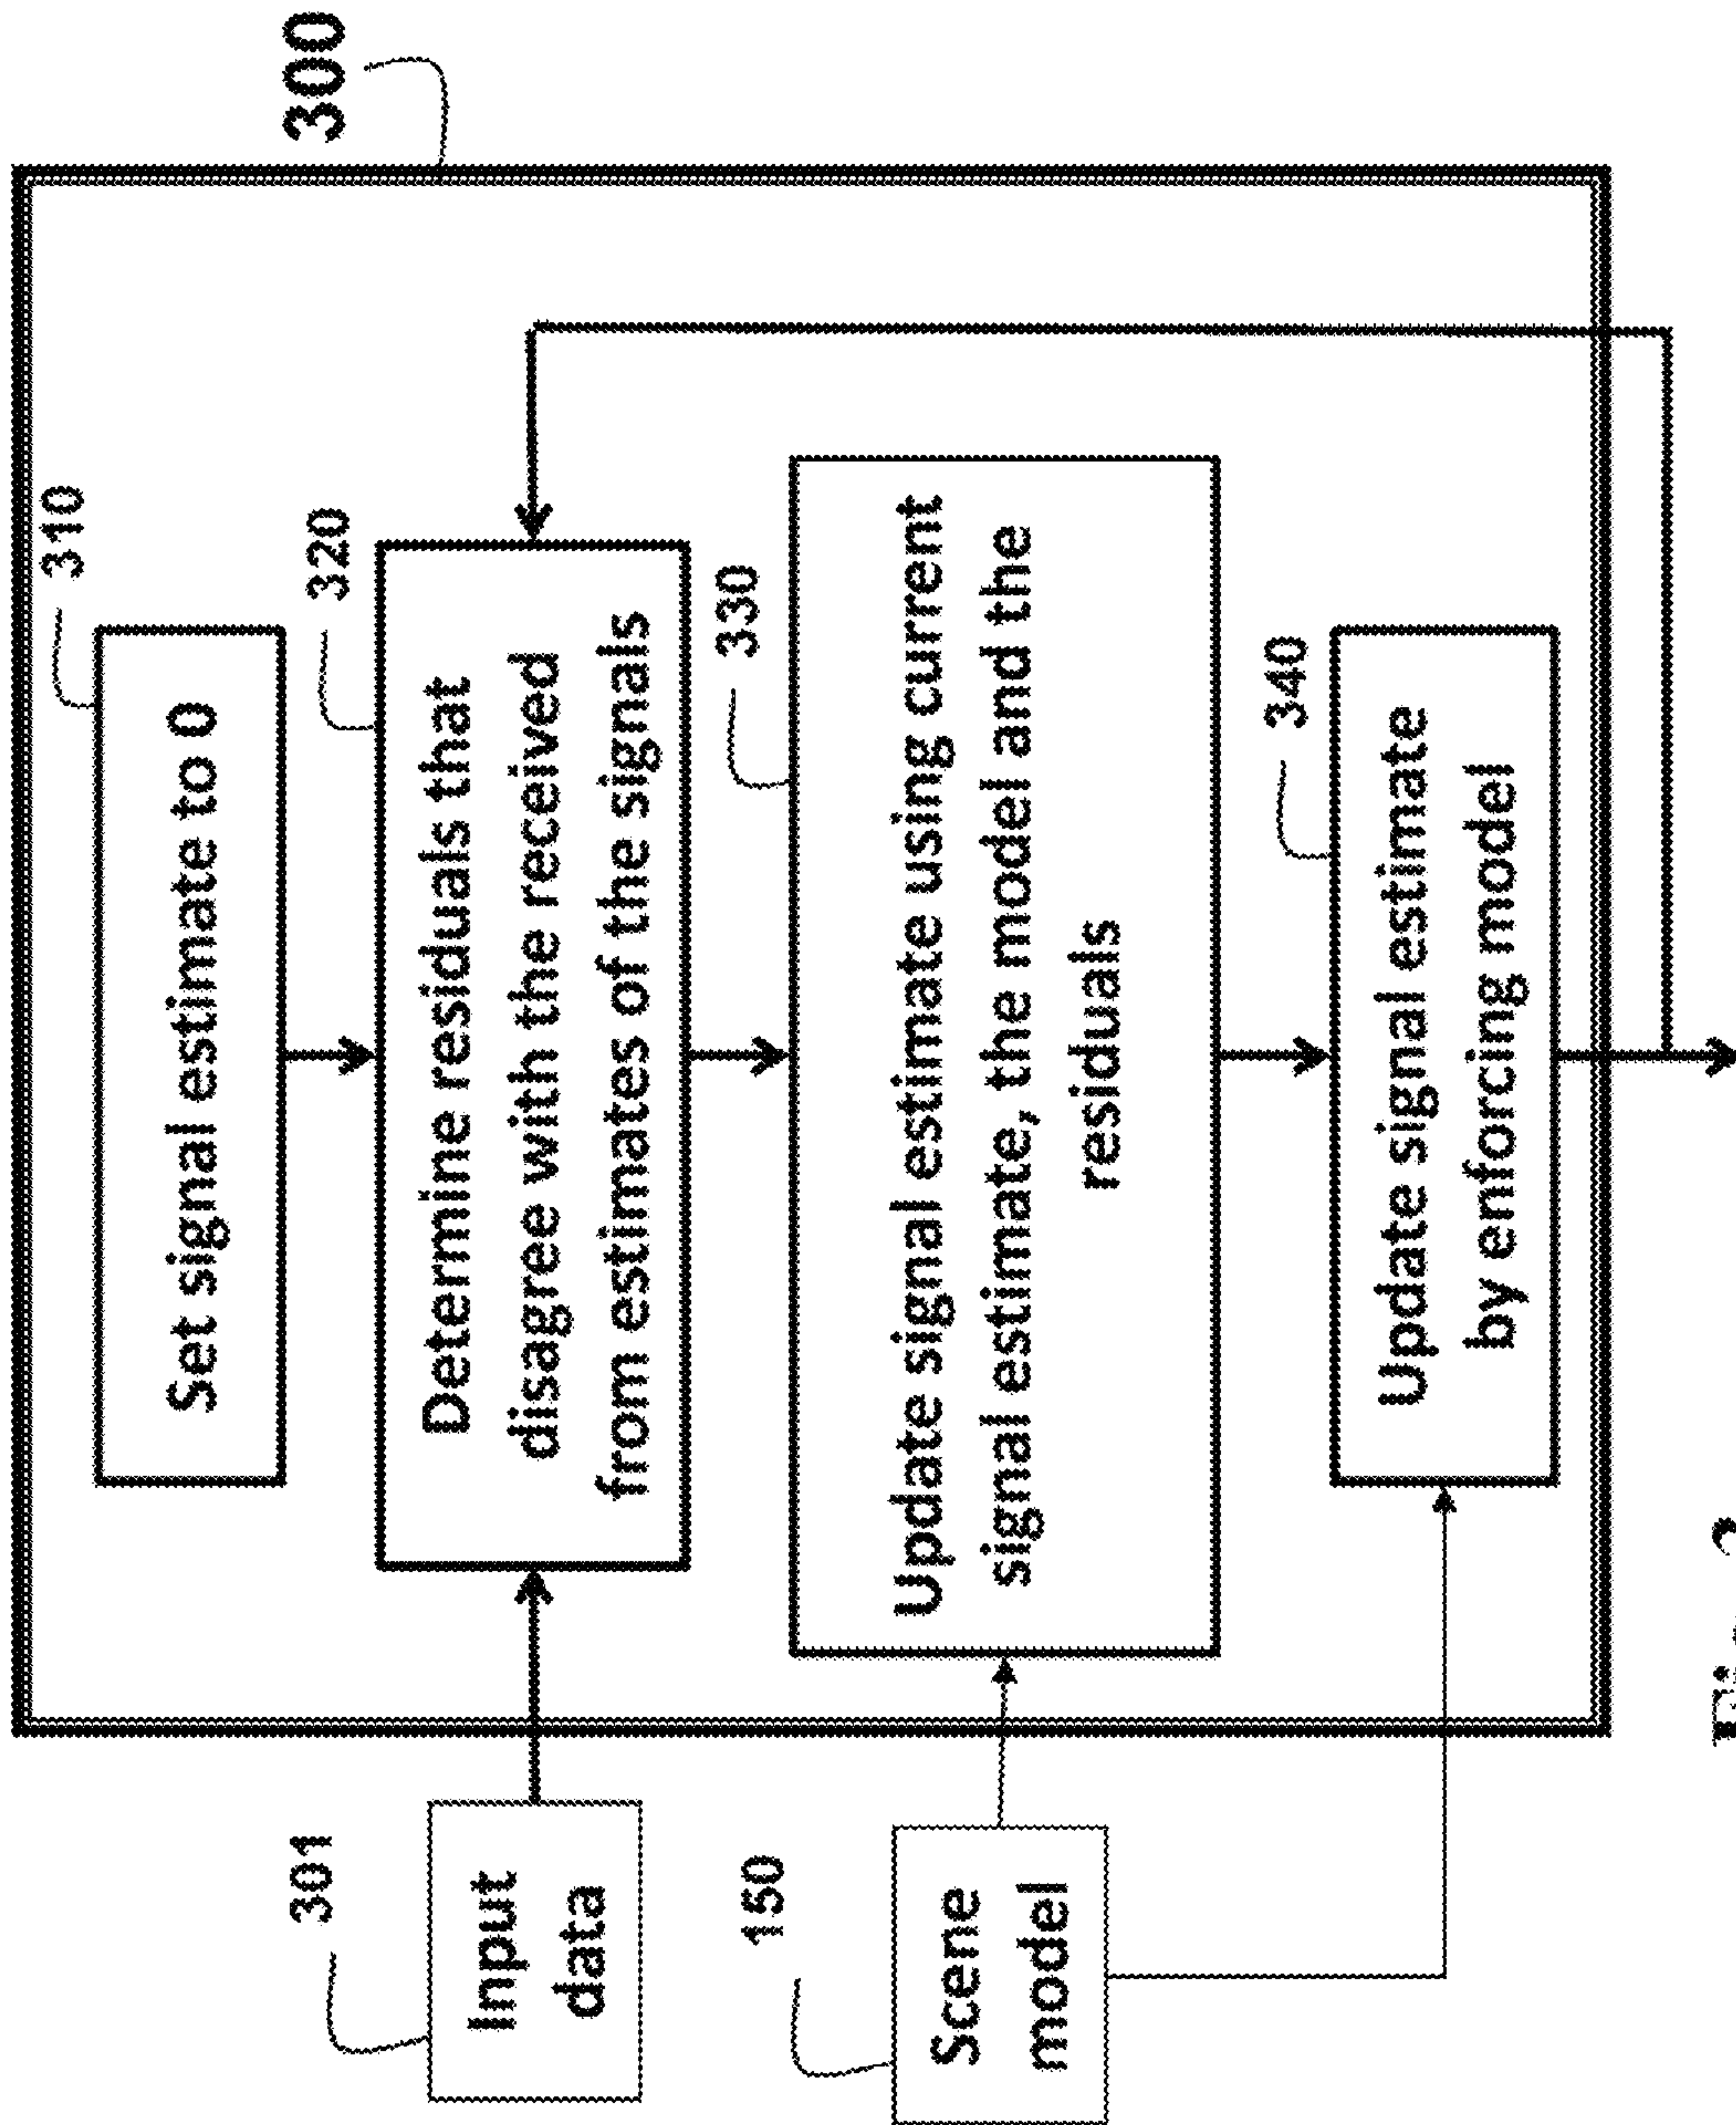 300
310
Set signal estimate to 0
320
Determine residuals that
disagree with the received
from estimates of the signals
301
Input
data
330
Update signal estimate using current
signal estimate, the model and the
residuals
150
Scene
model
340
Update signal estimate
by enforcing model